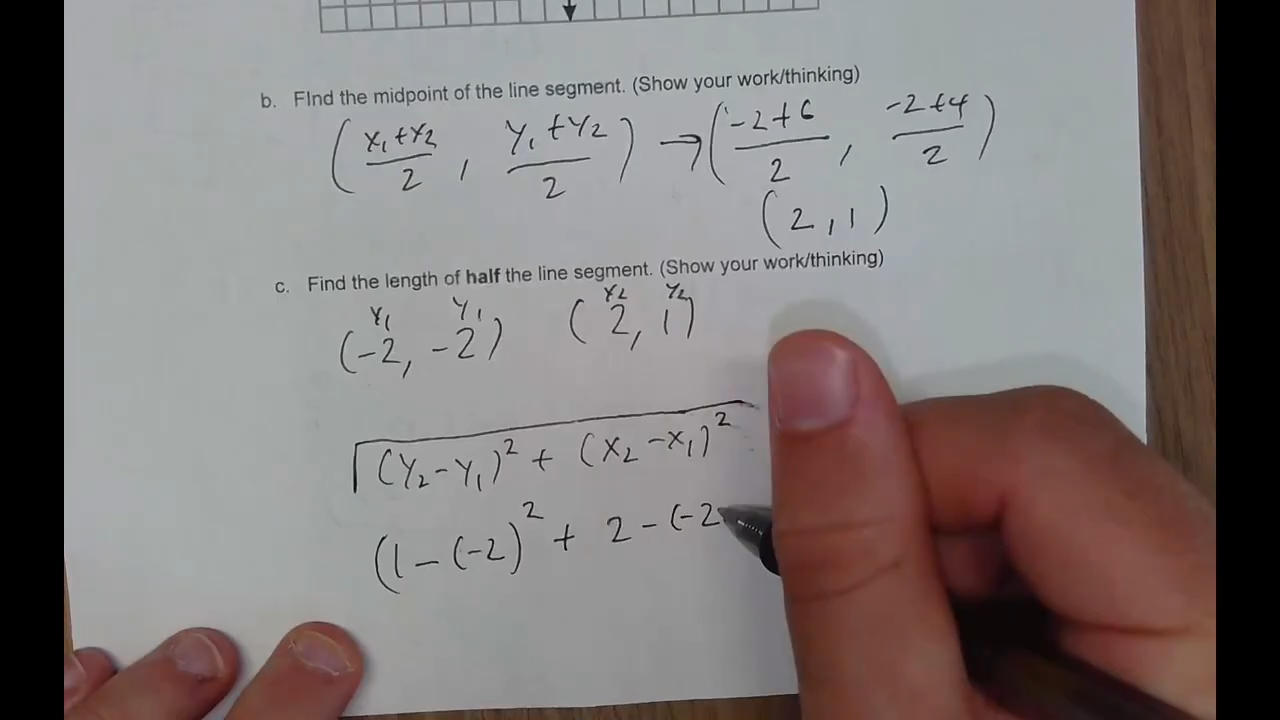 b. FInd the midpoint of the line segment. (Show your work/thinking)
(x₁+x₂/2, y₁+y₂/2) → (-2+6/2, -2+4/2)
(2,1)
c. Find the length of half the line segment. (Show your work/thinking)
x₁ y₁ x₂ y₂
(-2, -2) (2, 1)
√(y₂-y₁)² + (x₂-x₁)²
(1-(-2)² + 2-(-2